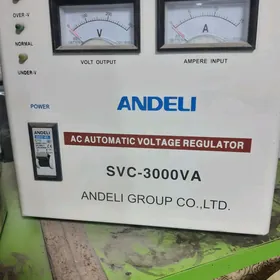 OVER-V
NORMAL
UNDER-V
V
A
VOLT OUTPUT
AMPERE INPUT
POWER
ANDELI
ANDELI
AC AUTOMATIC VOLTAGE REGULATOR
SVC-3000VA
ANDELI GROUP CO.,LTD.